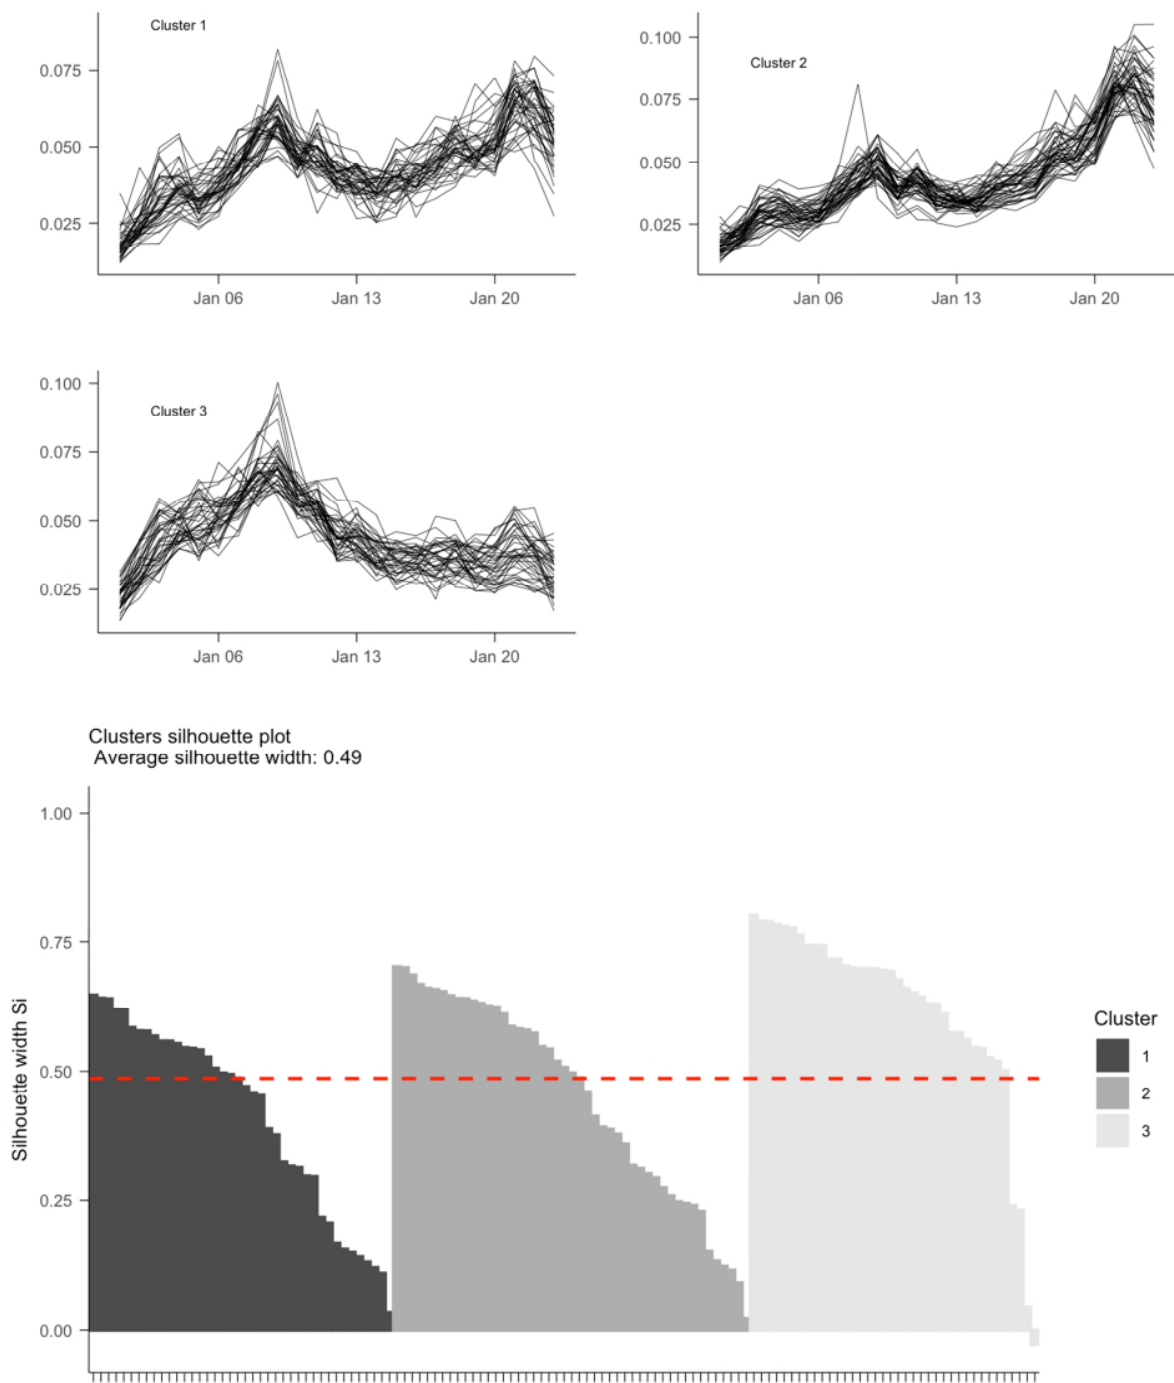 Cluster 1
0.075
0.050
0.025
Jan 06 Jan 13 Jan 20
Cluster 2
0.100
0.075
0.050
0.025
Jan 06 Jan 13 Jan 20
Cluster 3
0.100
0.075
0.050
0.025
Jan 06 Jan 13 Jan 20
Clusters silhouette plot
Average silhouette width: 0.49
1.00
0.75
0.50
0.25
0.00
Silhouette width Si
Cluster
1
2
3